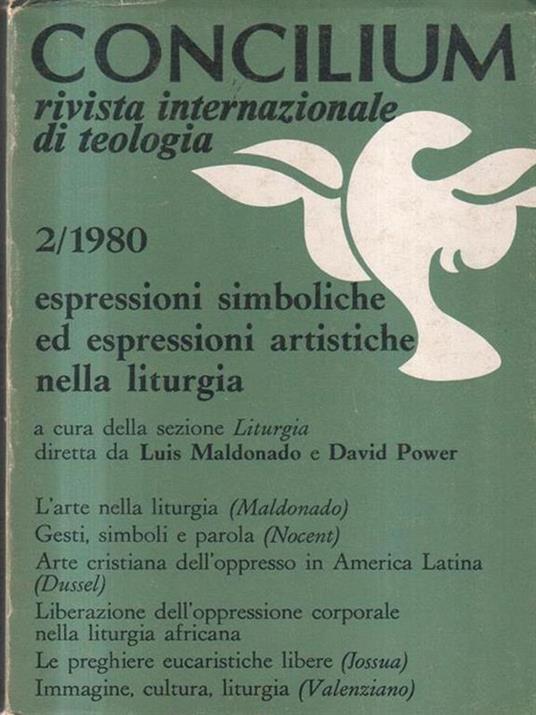 CONCILIUM
rivista internazionale
di teologia
2/1980
espressioni simboliche
ed espressioni artistiche
nella liturgia
a cura della sezione Liturgia
diretta da Luis Maldonado e David Power
L'arte nella liturgia (Maldonado)
Gesti, simboli e parola (Nocent)
Arte cristiana dell'oppresso in America Latina
(Dussel)
Liberazione dell'oppressione corporale
nella liturgia africana
Le preghiere eucaristiche libere (Jossua)
Immagine, cultura, liturgia (Valenziano)